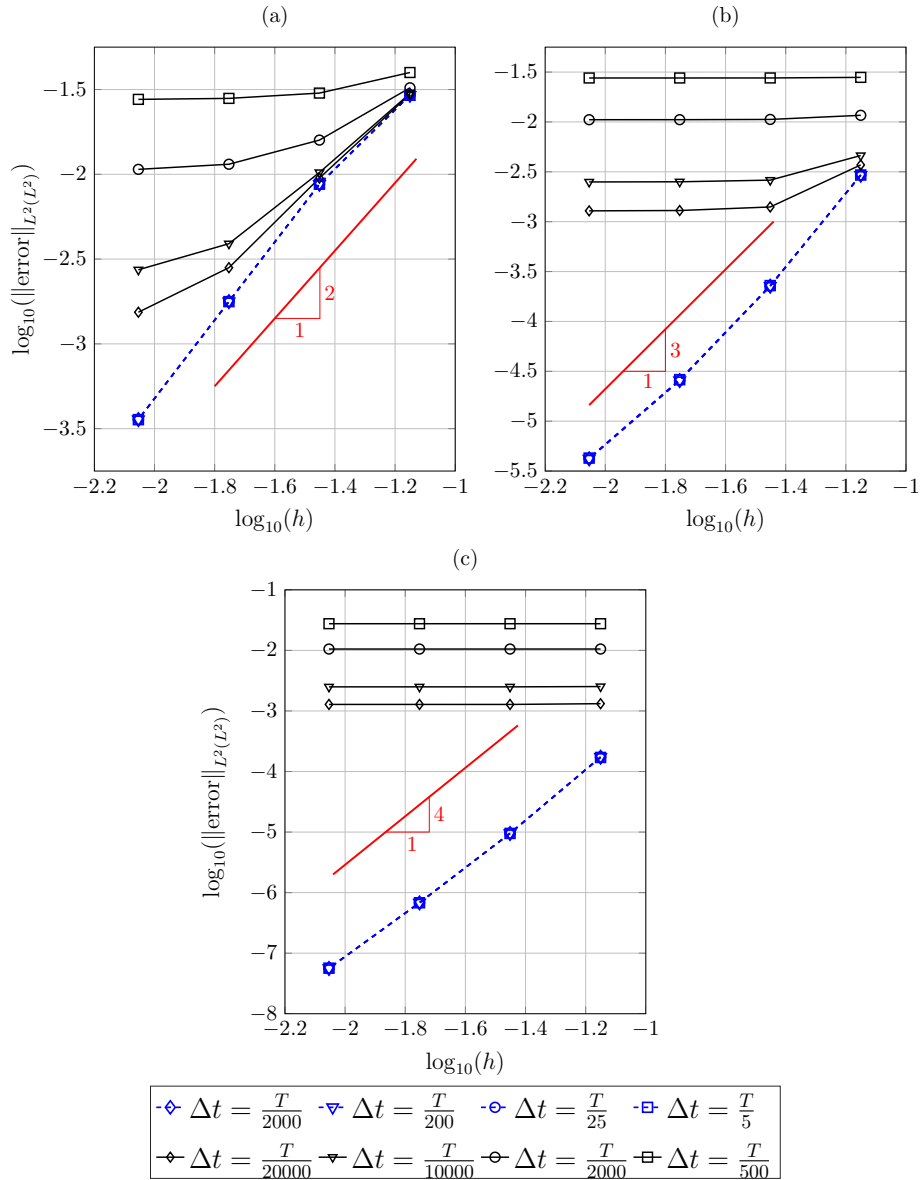 (a)
−1.5
−2
−2.5
−3
−3.5
−2.2 −2 −1.8 −1.6 −1.4 −1.2 −1
log₁₀(h)
log₁₀(‖error‖_{L²(L²)})
2
1
(b)
−1.5
−2
−2.5
−3
−3.5
−4
−4.5
−5
−5.5
−2.2 −2 −1.8 −1.6 −1.4 −1.2 −1
log₁₀(h)
3
1
(c)
−1
−2
−3
−4
−5
−6
−7
−8
−2.2 −2 −1.8 −1.6 −1.4 −1.2 −1
log₁₀(h)
log₁₀(‖error‖_{L²(L²)})
4
1
Δt = T/2000 Δt = T/200 Δt = T/25 Δt = T/5
Δt = T/20000 Δt = T/10000 Δt = T/2000 Δt = T/500